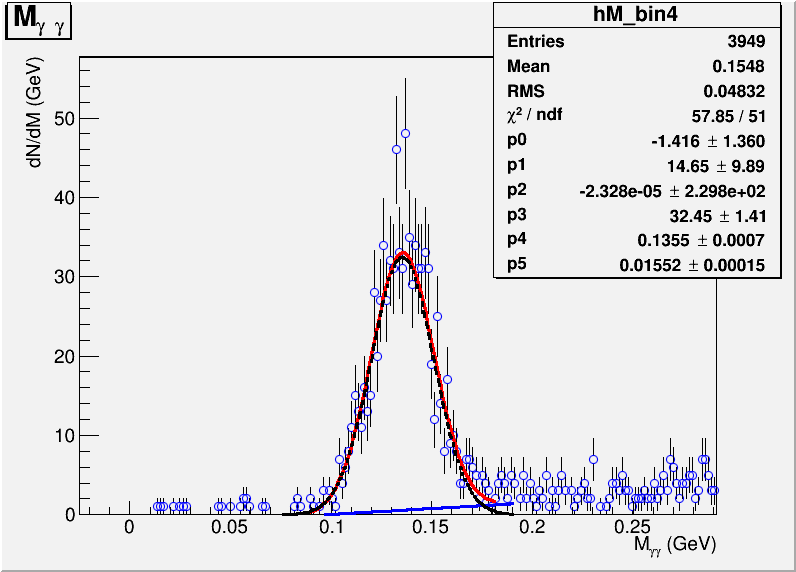 M γ γ
hM_bin4
Entries 3949
Mean 0.1548
RMS 0.04832
χ² / ndf 57.85 / 51
p0 -1.416 ± 1.360
p1 14.65 ± 9.89
p2 -2.328e-05 ± 2.298e+02
p3 32.45 ± 1.41
p4 0.1355 ± 0.0007
p5 0.01552 ± 0.00015
dN/dM (GeV)
50
40
30
20
10
0
0 0.05 0.1 0.15 0.2 0.25
Mγγ (GeV)